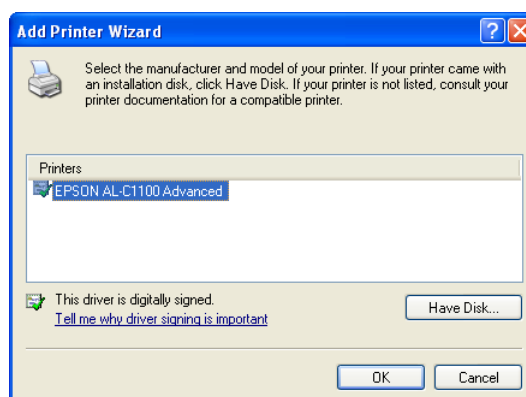 Add Printer Wizard
Select the manufacturer and model of your printer. If your printer came with
an installation disk, click Have Disk. If your printer is not listed, consult your
printer documentation for a compatible printer.
Printers
EPSON AL-C1100 Advanced
This driver is digitally signed.
Tell me why driver signing is important
Have Disk...
OK
Cancel